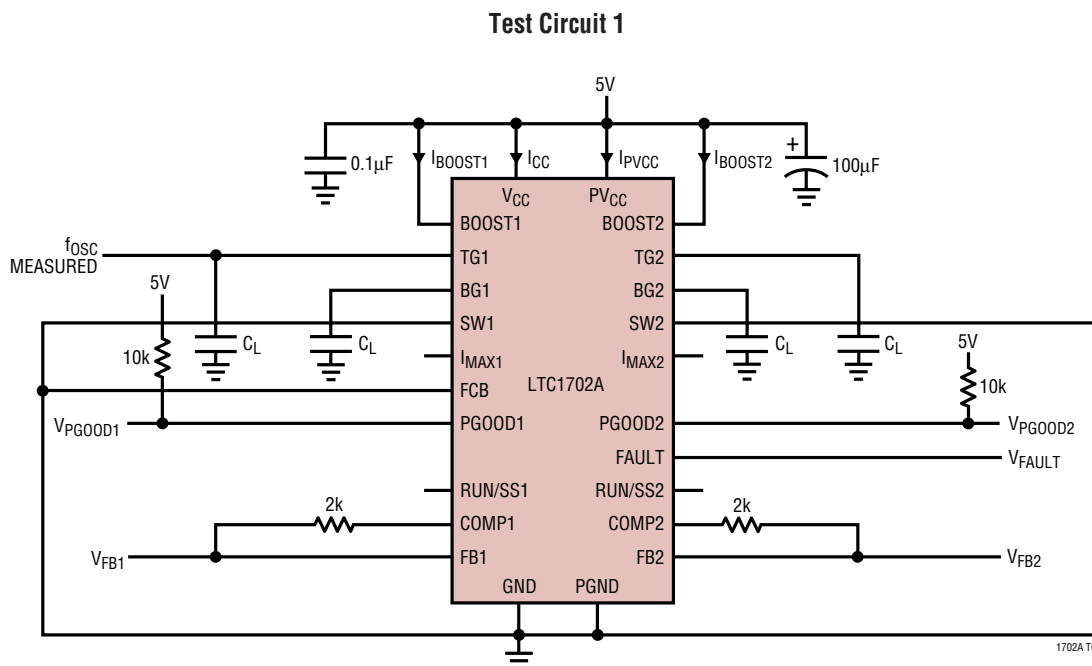 Test Circuit 1
5V
0.1µF
IBOOST1
ICC
IPVCC
IBOOST2
+
100µF
VCC
PVCC
BOOST1
BOOST2
fOSC
MEASURED
TG1
TG2
5V
BG1
BG2
SW1
SW2
10k
CL
CL
CL
CL
5V
IMAX1
IMAX2
LTC1702A
10k
FCB
VPGOOD1
PGOOD1
PGOOD2
VPGOOD2
FAULT
VFAULT
RUN/SS1
RUN/SS2
2k
2k
COMP1
COMP2
VFB1
FB1
FB2
VFB2
GND
PGND
1702A